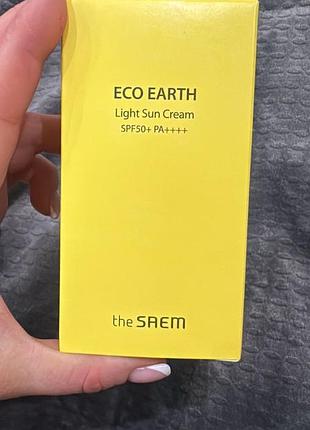 ECO EARTH
Light Sun Cream
SPF50+ PA++++
the SAEM